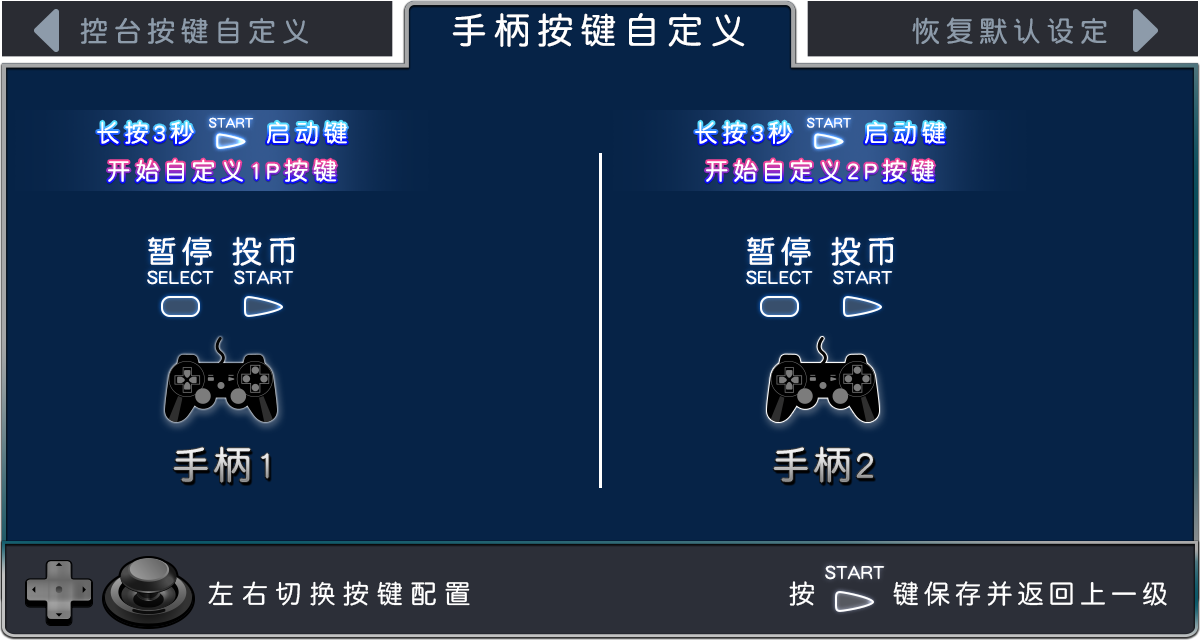 控台按键自定义
手柄按键自定义
恢复默认设定
长按3秒 START 启动键
开始自定义1P按键
长按3秒 START 启动键
开始自定义2P按键
暂停 投币
SELECT START
暂停 投币
SELECT START
手柄1
手柄2
左右切换按键配置
按 START 键保存并返回上一级